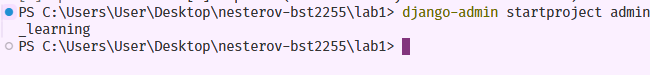 PS C:\Users\User\Desktop\nesterov-bst2255\lab1> django-admin startproject admin
_learning
PS C:\Users\User\Desktop\nesterov-bst2255\lab1>